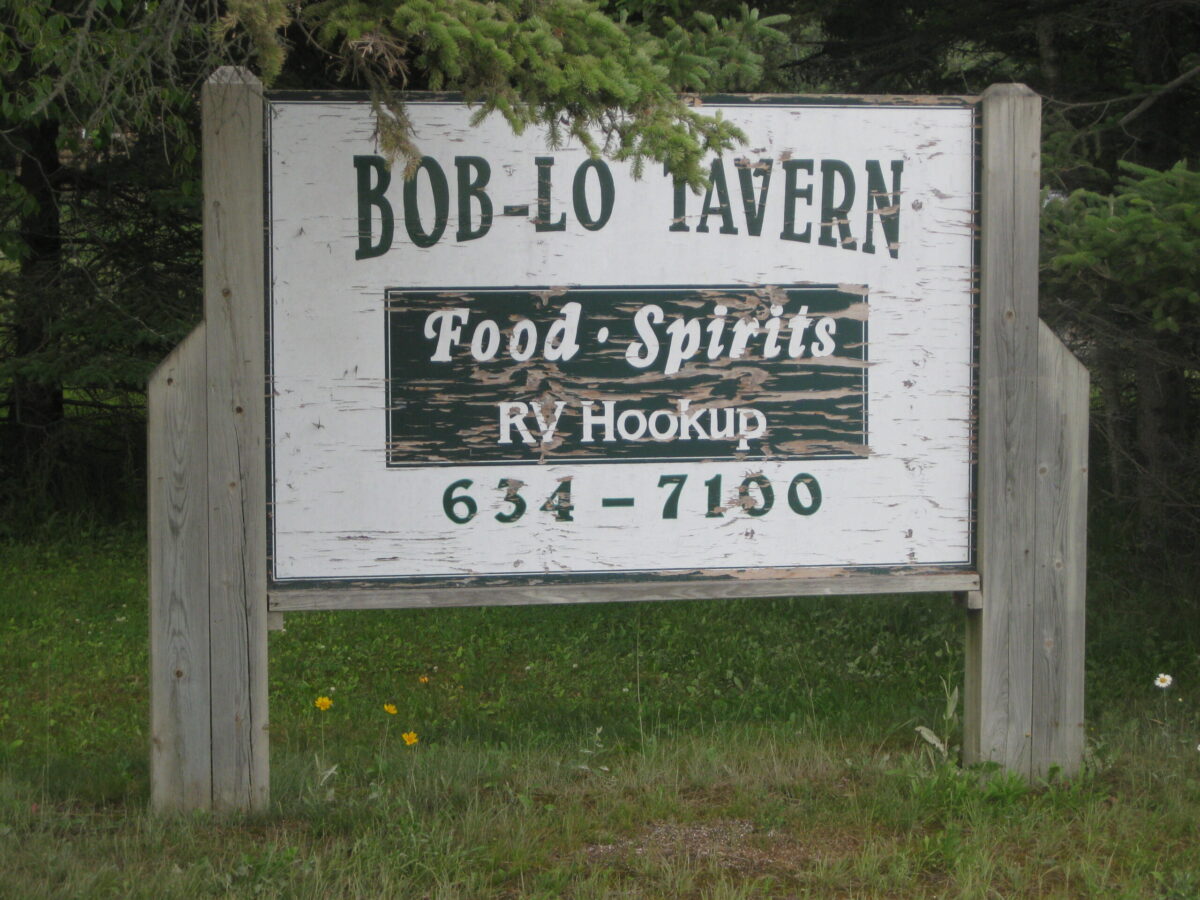 BOB-LO TAVERN
Food · Spirits
RV Hookup
634-7100